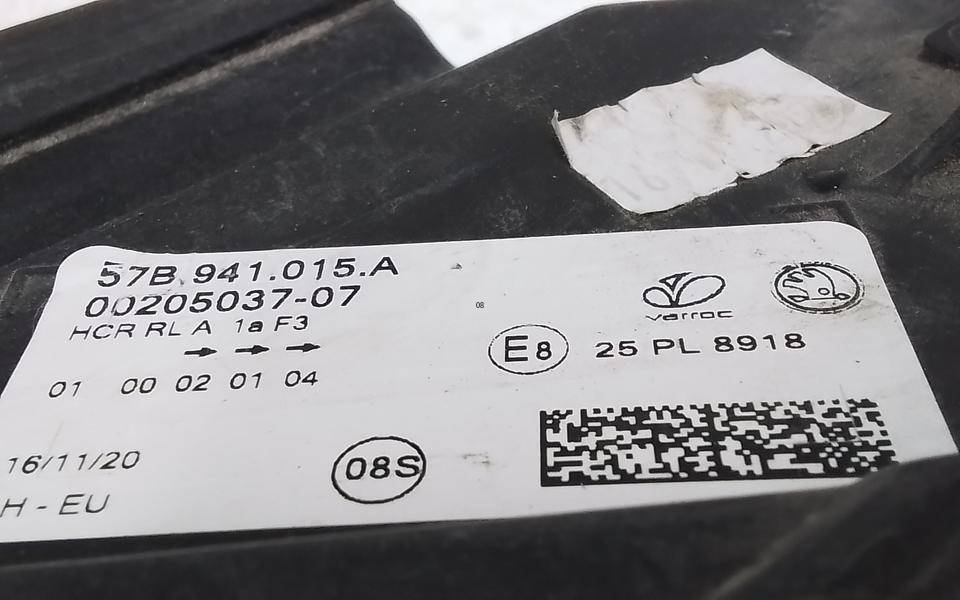 57B.941.015.A
00205037-07
HCR RL A 1a F3
01 00 02 01 04
16/11/20
H - EU
08S
08
varroc
E8 25 PL 8918